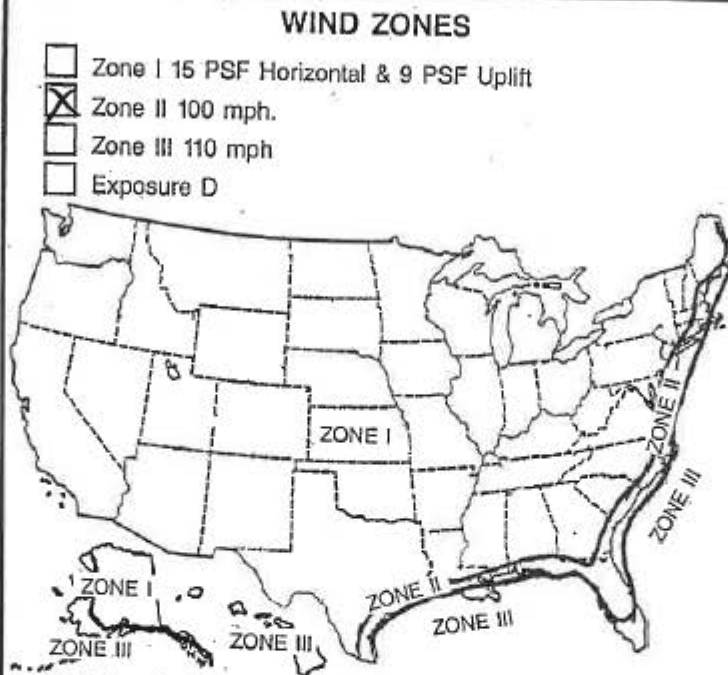 WIND ZONES
Zone I 15 PSF Horizontal & 9 PSF Uplift
Zone II 100 mph.
Zone III 110 mph
Exposure D
ZONE I
ZONE II
ZONE III
ZONE I
ZONE III
ZONE III
ZONE II
ZONE III